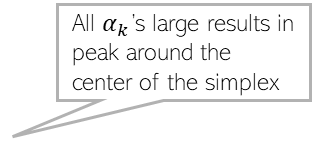 All αₖ's large results in
peak around the
center of the simplex